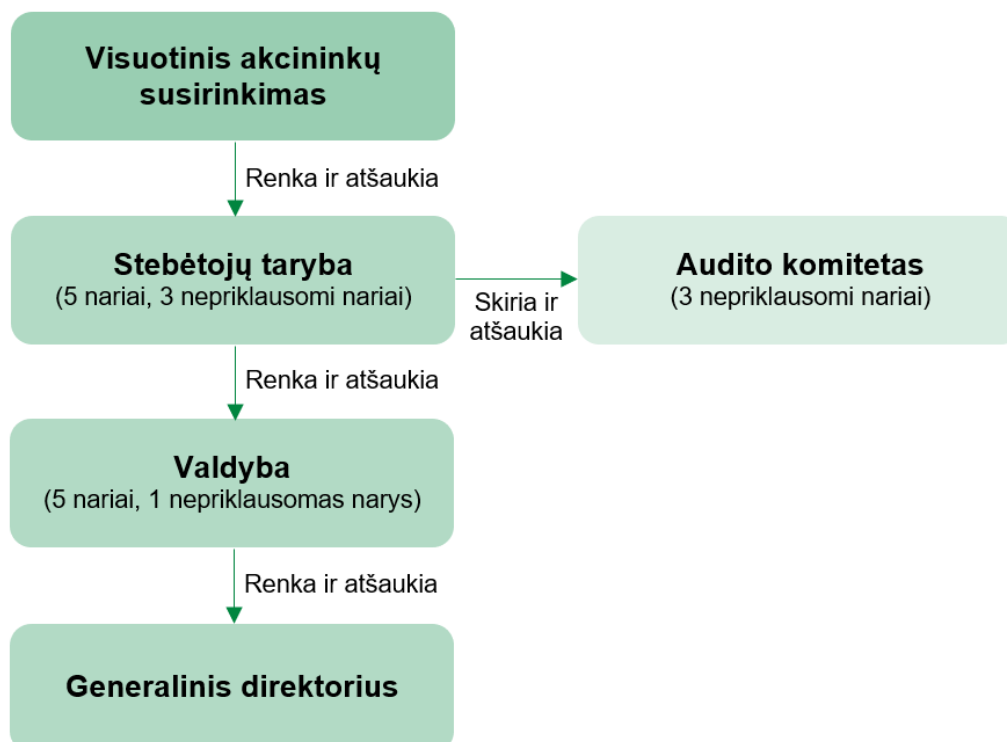 Visuotinis akcininkų
susirinkimas
Renka ir atšaukia
Stebėtojų taryba
(5 nariai, 3 nepriklausomi nariai)
Skiria ir
atšaukia
Audito komitetas
(3 nepriklausomi nariai)
Renka ir atšaukia
Valdyba
(5 nariai, 1 nepriklausomas narys)
Renka ir atšaukia
Generalinis direktorius